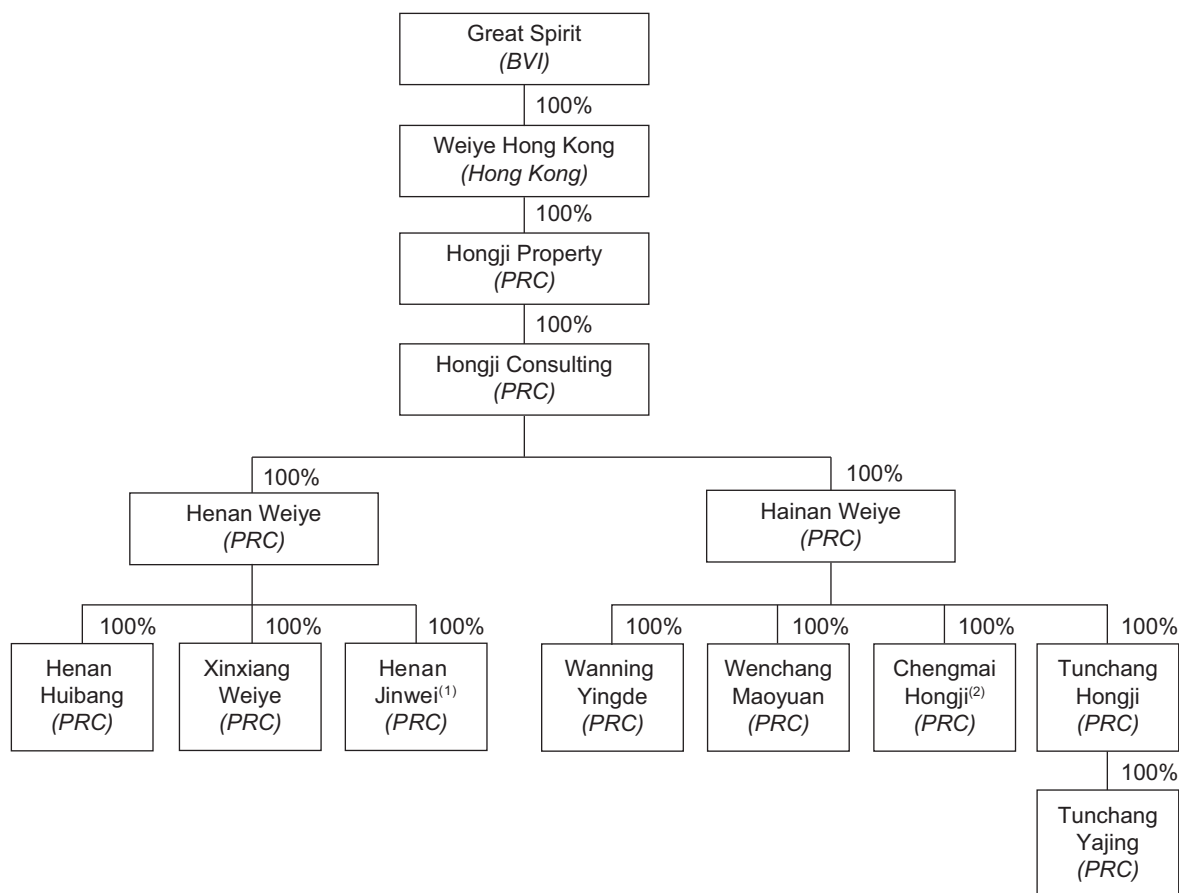 Great Spirit
(BVI)
100%
Weiye Hong Kong
(Hong Kong)
100%
Hongji Property
(PRC)
100%
Hongji Consulting
(PRC)
100%
Henan Weiye
(PRC)
100%
Hainan Weiye
(PRC)
100%
Henan
Huibang
(PRC)
100%
Xinxiang
Weiye
(PRC)
100%
Henan
Jinwei(1)
(PRC)
100%
Wanning
Yingde
(PRC)
100%
Wenchang
Maoyuan
(PRC)
100%
Chengmai
Hongji(2)
(PRC)
100%
Tunchang
Hongji
(PRC)
100%
Tunchang
Yajing
(PRC)